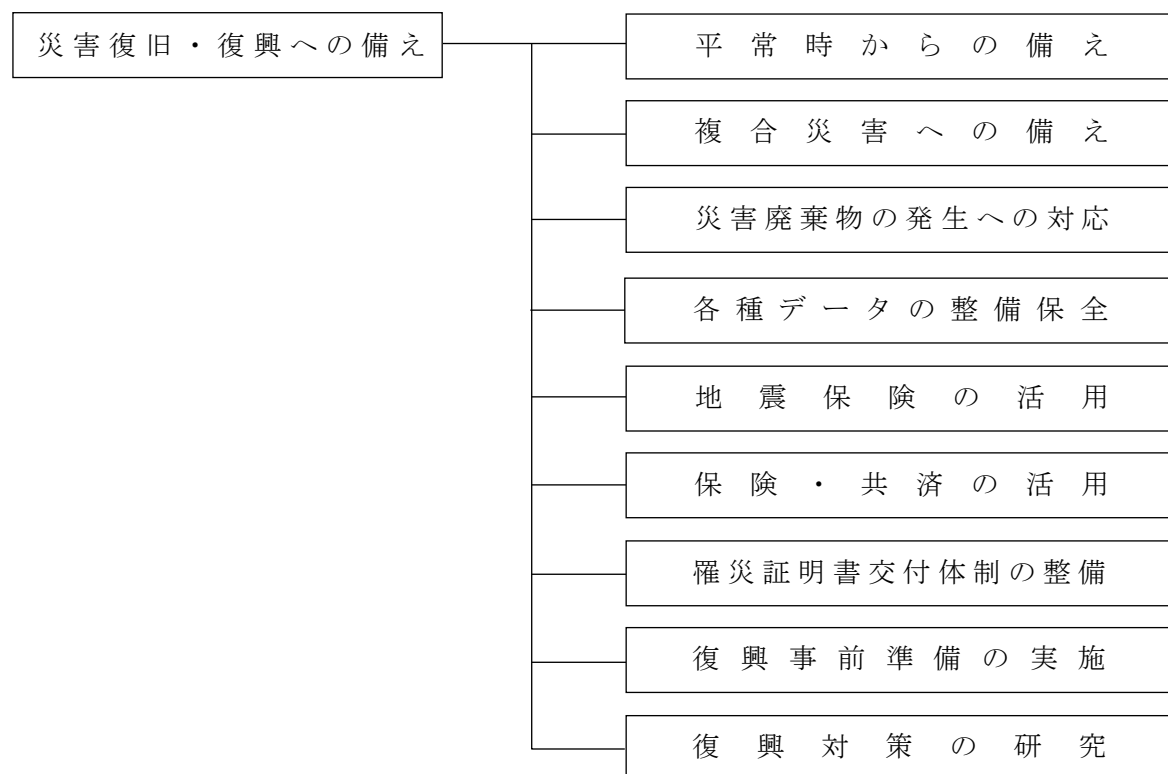 災害復旧・復興への備え
平常時からの備え
複合災害への備え
災害廃棄物の発生への対応
各種データの整備保全
地震保険の活用
保険・共済の活用
罹災証明書交付体制の整備
復興事前準備の実施
復興対策の研究